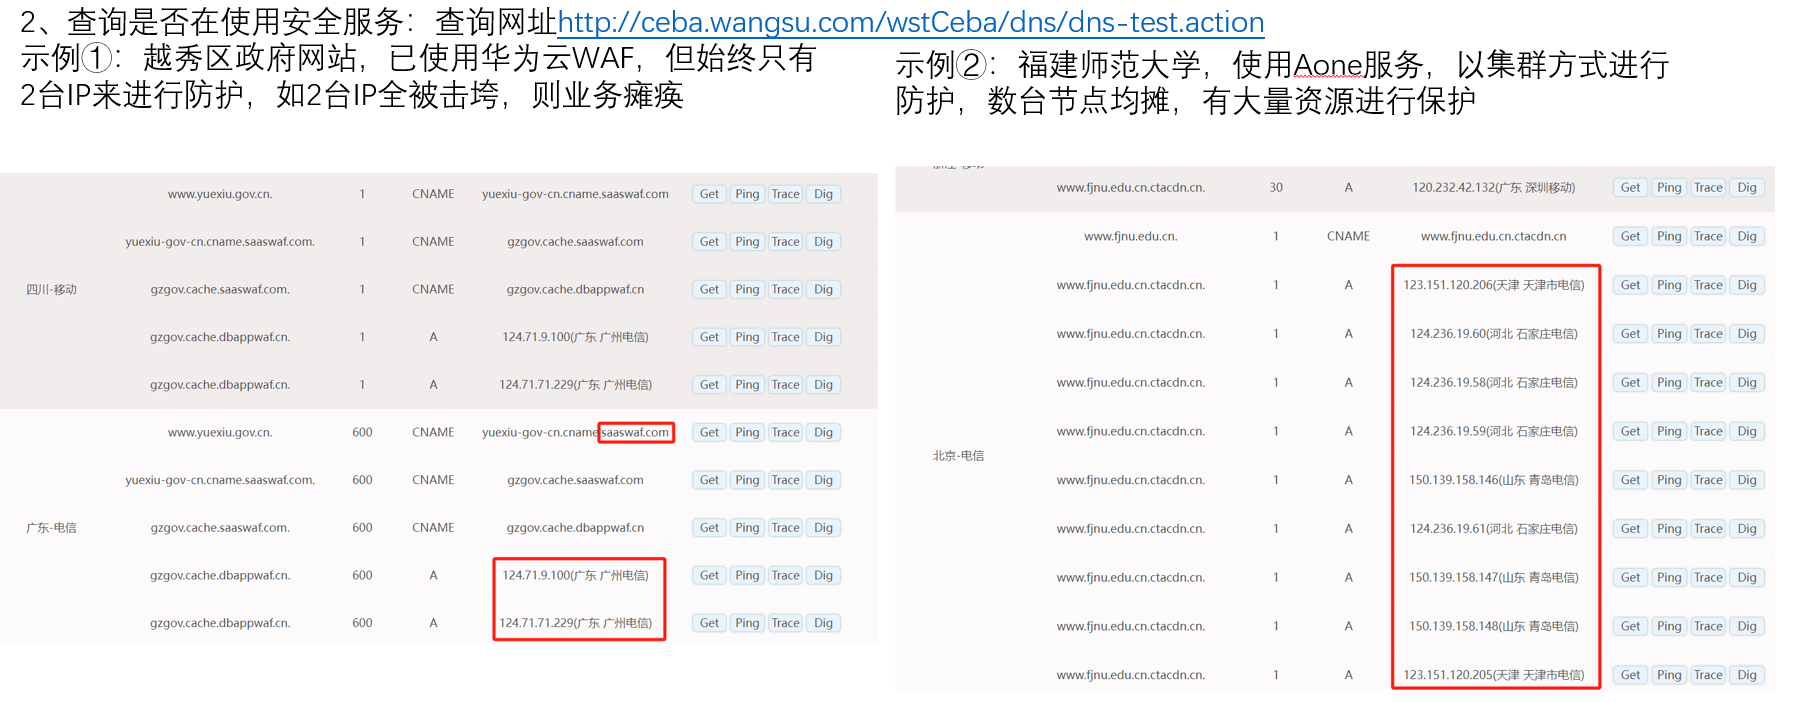 2、查询是否在使用安全服务：查询网址http://ceba.wangsu.com/wstCeba/dns/dns-test.action
示例①：越秀区政府网站，已使用华为云WAF，但始终只有
2台IP来进行防护，如2台IP全被击垮，则业务瘫痪
www.yuexiu.gov.cn. 1 CNAME yuexiu-gov-cn.cname.saaswaf.com Get Ping Trace Dig
yuexiu-gov-cn.cname.saaswaf.com. 1 CNAME gzgov.cache.saaswaf.com Get Ping Trace Dig
四川-移动 gzgov.cache.saaswaf.com. 1 CNAME gzgov.cache.dbappwaf.cn Get Ping Trace Dig
gzgov.cache.dbappwaf.cn. 1 A 124.71.9.100(广东 广州电信) Get Ping Trace Dig
gzgov.cache.dbappwaf.cn. 1 A 124.71.71.229(广东 广州电信) Get Ping Trace Dig
www.yuexiu.gov.cn. 600 CNAME yuexiu-gov-cn.cname.saaswaf.com Get Ping Trace Dig
yuexiu-gov-cn.cname.saaswaf.com. 600 CNAME gzgov.cache.saaswaf.com Get Ping Trace Dig
广东-电信 gzgov.cache.saaswaf.com. 600 CNAME gzgov.cache.dbappwaf.cn Get Ping Trace Dig
gzgov.cache.dbappwaf.cn. 600 A 124.71.9.100(广东 广州电信) Get Ping Trace Dig
gzgov.cache.dbappwaf.cn. 600 A 124.71.71.229(广东 广州电信) Get Ping Trace Dig
示例②：福建师范大学，使用Aone服务，以集群方式进行
防护，数台节点均摊，有大量资源进行保护
www.fjnu.edu.cn.ctacdn.cn. 30 A 120.232.42.132(广东 深圳移动) Get Ping Trace Dig
www.fjnu.edu.cn. 1 CNAME www.fjnu.edu.cn.ctacdn.cn Get Ping Trace Dig
www.fjnu.edu.cn.ctacdn.cn. 1 A 123.151.120.206(天津 天津市电信) Get Ping Trace Dig
www.fjnu.edu.cn.ctacdn.cn. 1 A 124.236.19.60(河北 石家庄电信) Get Ping Trace Dig
www.fjnu.edu.cn.ctacdn.cn. 1 A 124.236.19.58(河北 石家庄电信) Get Ping Trace Dig
www.fjnu.edu.cn.ctacdn.cn. 1 A 124.236.19.59(河北 石家庄电信) Get Ping Trace Dig
北京-电信
www.fjnu.edu.cn.ctacdn.cn. 1 A 150.139.158.146(山东 青岛电信) Get Ping Trace Dig
www.fjnu.edu.cn.ctacdn.cn. 1 A 124.236.19.61(河北 石家庄电信) Get Ping Trace Dig
www.fjnu.edu.cn.ctacdn.cn. 1 A 150.139.158.147(山东 青岛电信) Get Ping Trace Dig
www.fjnu.edu.cn.ctacdn.cn. 1 A 150.139.158.148(山东 青岛电信) Get Ping Trace Dig
www.fjnu.edu.cn.ctacdn.cn. 1 A 123.151.120.205(天津 天津市电信) Get Ping Trace Dig